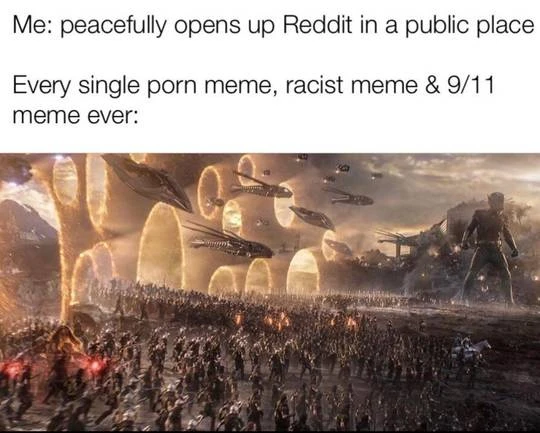 Me: peacefully opens up Reddit in a public place
Every single porn meme, racist meme & 9/11
meme ever: